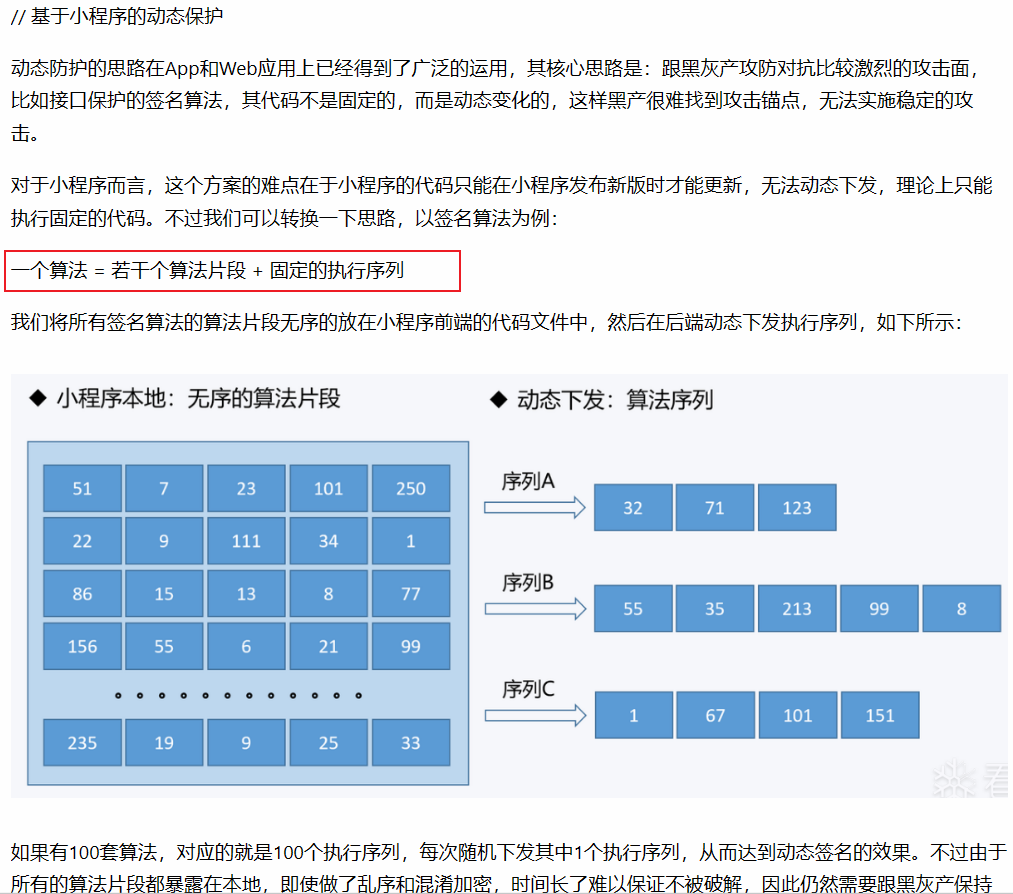 // 基于小程序的动态保护
动态防护的思路在App和Web应用上已经得到了广泛的运用，其核心思路是：跟黑灰产攻防对抗比较激烈的攻击面，
比如接口保护的签名算法，其代码不是固定的，而是动态变化的，这样黑产很难找到攻击锚点，无法实施稳定的攻
击。
对于小程序而言，这个方案的难点在于小程序的代码只能在小程序发布新版时才能更新，无法动态下发，理论上只能
执行固定的代码。不过我们可以转换一下思路，以签名算法为例：
一个算法 = 若干个算法片段 + 固定的执行序列
我们将所有签名算法的算法片段无序的放在小程序前端的代码文件中，然后在后端动态下发执行序列，如下所示：
◆ 小程序本地：无序的算法片段
51 7 23 101 250
22 9 111 34 1
86 15 13 8 77
156 55 6 21 99
235 19 9 25 33
◆ 动态下发：算法序列
序列A
32 71 123
序列B
55 35 213 99 8
序列C
1 67 101 151
看
如果有100套算法，对应的就是100个执行序列，每次随机下发其中1个执行序列，从而达到动态签名的效果。不过由于
所有的算法片段都暴露在本地，即使做了乱序和混淆加密，时间长了难以保证不被破解，因此仍然需要跟黑灰产保持